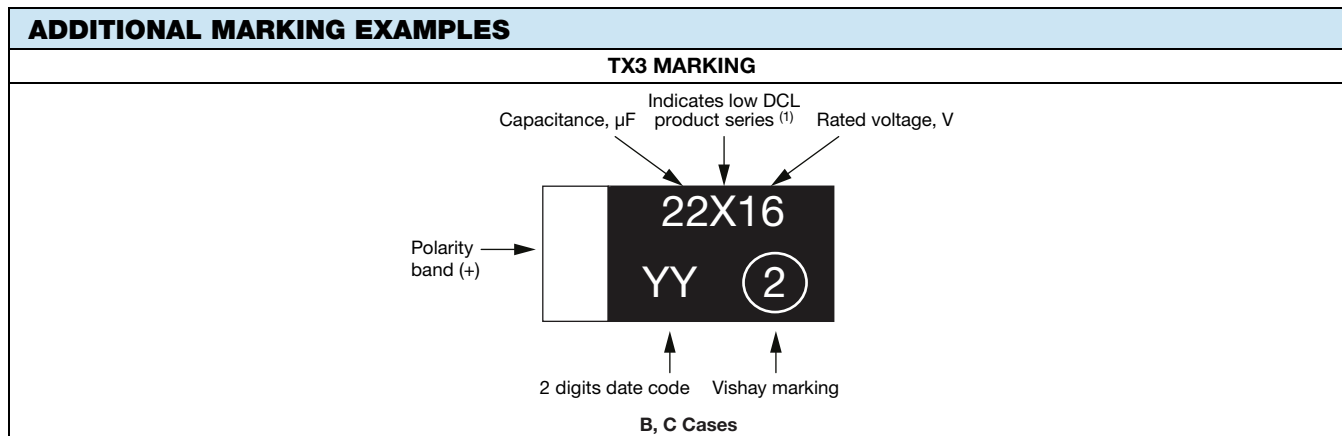 ADDITIONAL MARKING EXAMPLES
TX3 MARKING
Capacitance, µF
Indicates low DCL
product series (1)
Rated voltage, V
22X16
Polarity
band (+)
YY
2
2 digits date code
Vishay marking
B, C Cases